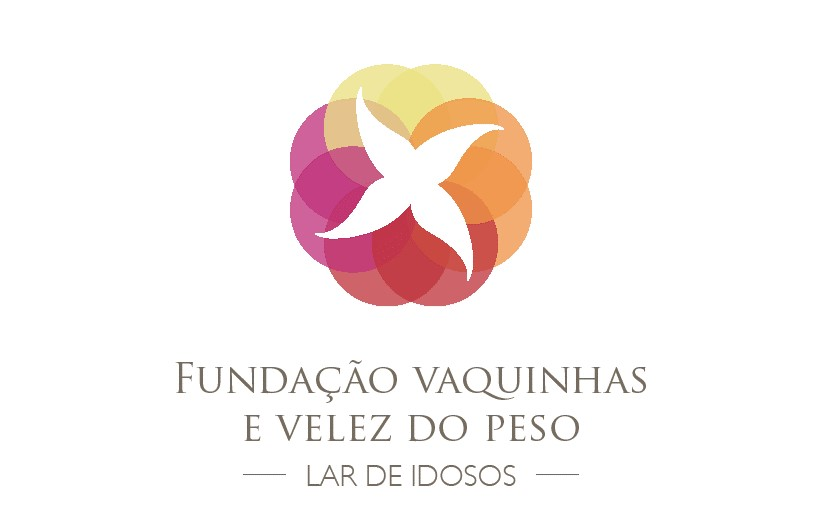 FUNDAÇÃO VAQUINHAS
E VELEZ DO PESO
LAR DE IDOSOS